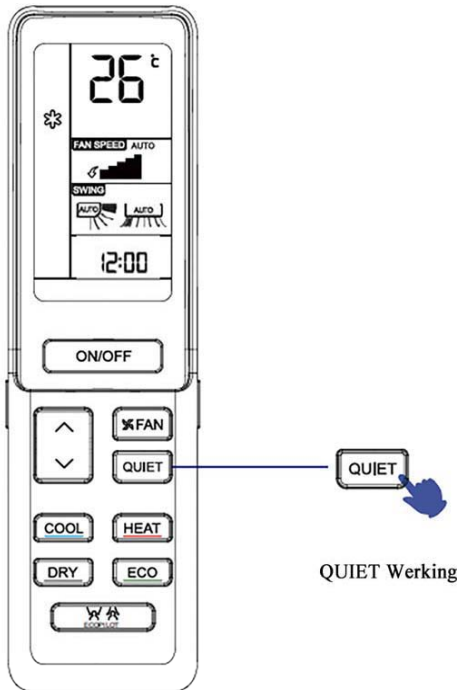 26 °c
FAN SPEED AUTO
SWING
AUTO AUTO
12:00
ON/OFF
FAN
QUIET
QUIET
COOL HEAT
DRY ECO
ECOPILOT
QUIET Werking